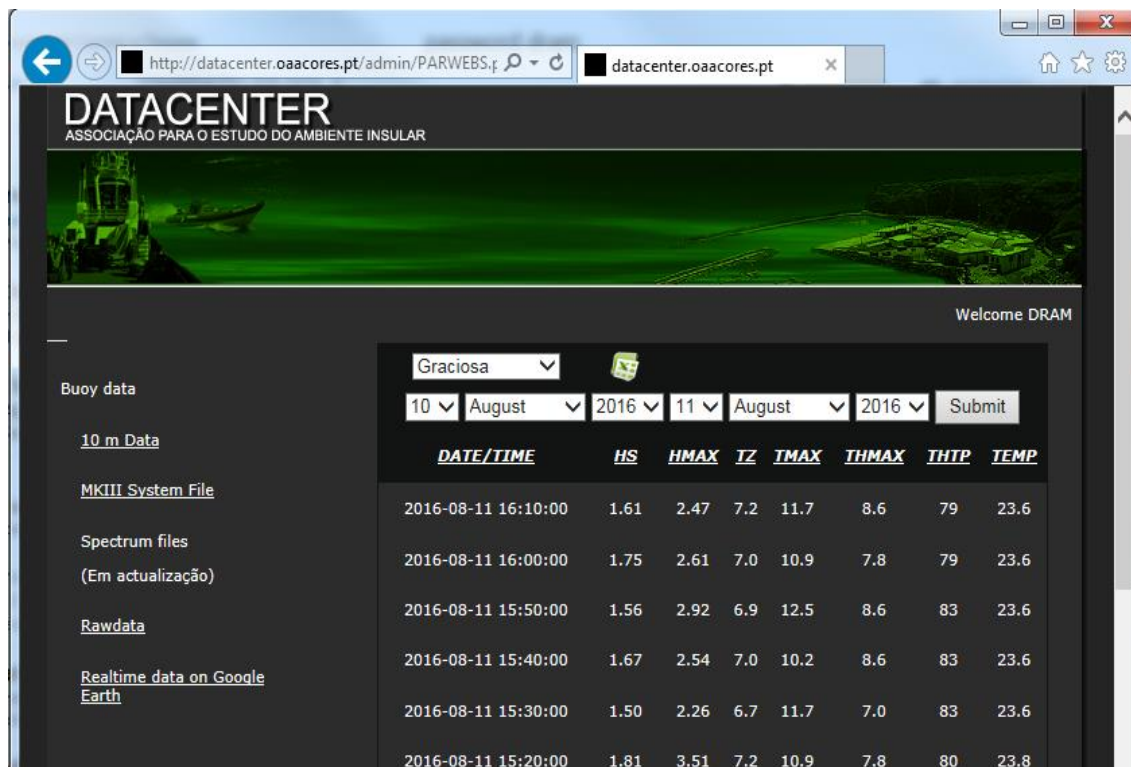 http://datacenter.oaacores.pt/admin/PARWEBS.p
datacenter.oaacores.pt
DATACENTER
ASSOCIAÇÃO PARA O ESTUDO DO AMBIENTE INSULAR
Welcome DRAM
Buoy data
10 m Data
MKIII System File
Spectrum files
(Em actualização)
Rawdata
Realtime data on Google
Earth
Graciosa
10 August 2016 11 August 2016 Submit
DATE/TIME HS HMAX TZ TMAX THMAX THTP TEMP
2016-08-11 16:10:00 1.61 2.47 7.2 11.7 8.6 79 23.6
2016-08-11 16:00:00 1.75 2.61 7.0 10.9 7.8 79 23.6
2016-08-11 15:50:00 1.56 2.92 6.9 12.5 8.6 83 23.6
2016-08-11 15:40:00 1.67 2.54 7.0 10.2 8.6 83 23.6
2016-08-11 15:30:00 1.50 2.26 6.7 11.7 7.0 83 23.6
2016-08-11 15:20:00 1.81 3.51 7.2 10.9 7.8 80 23.8